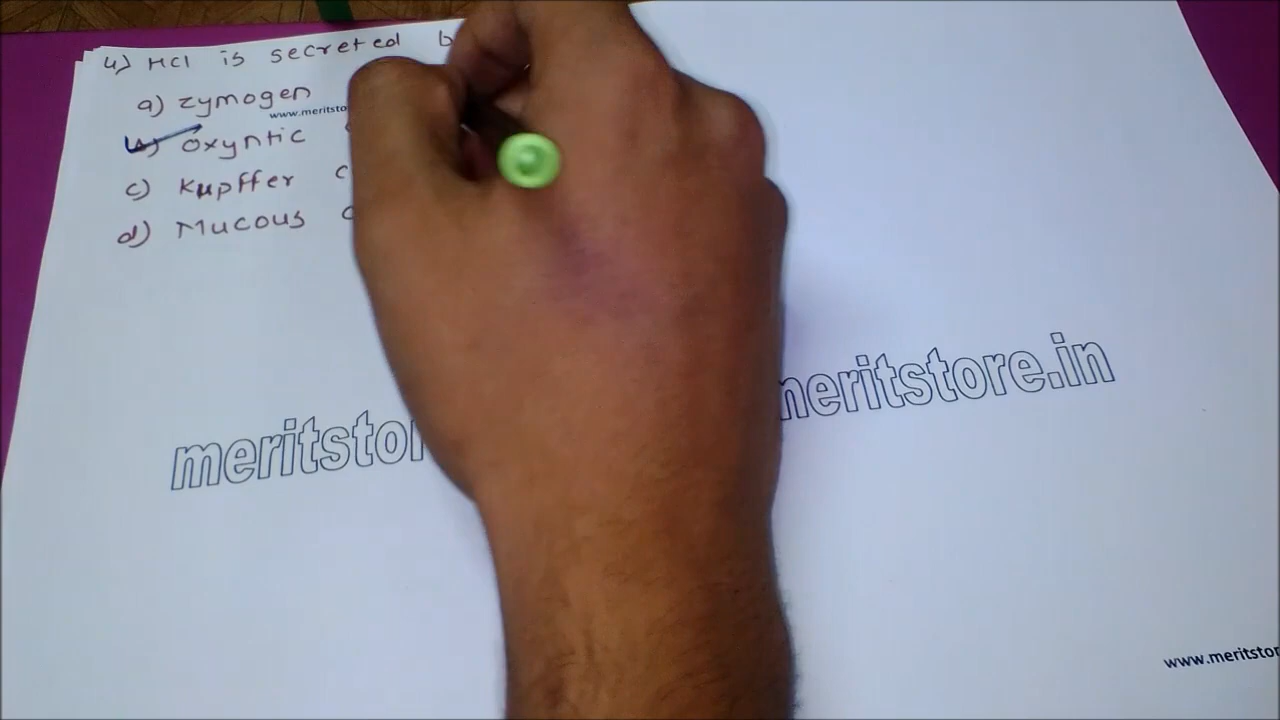 4) HCl is secreted b
a) zymogen
www.meritsto
b) oxyntic
c) Kupffer c
d) Mucous c
meritstor
meritstore.in
www.meritstor